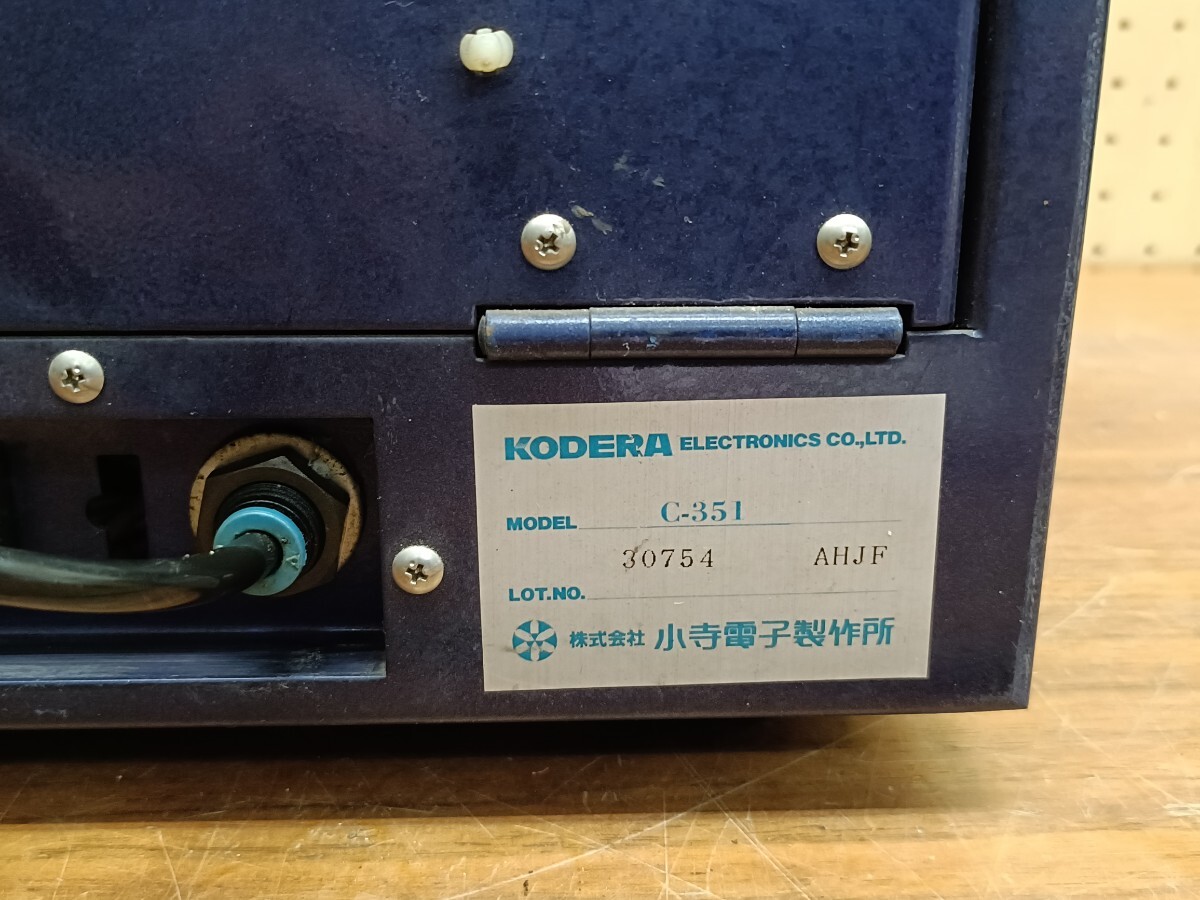 KODERA ELECTRONICS CO.,LTD.
MODEL C-351
30754 AHJF
LOT.NO.
株式会社 小寺電子製作所